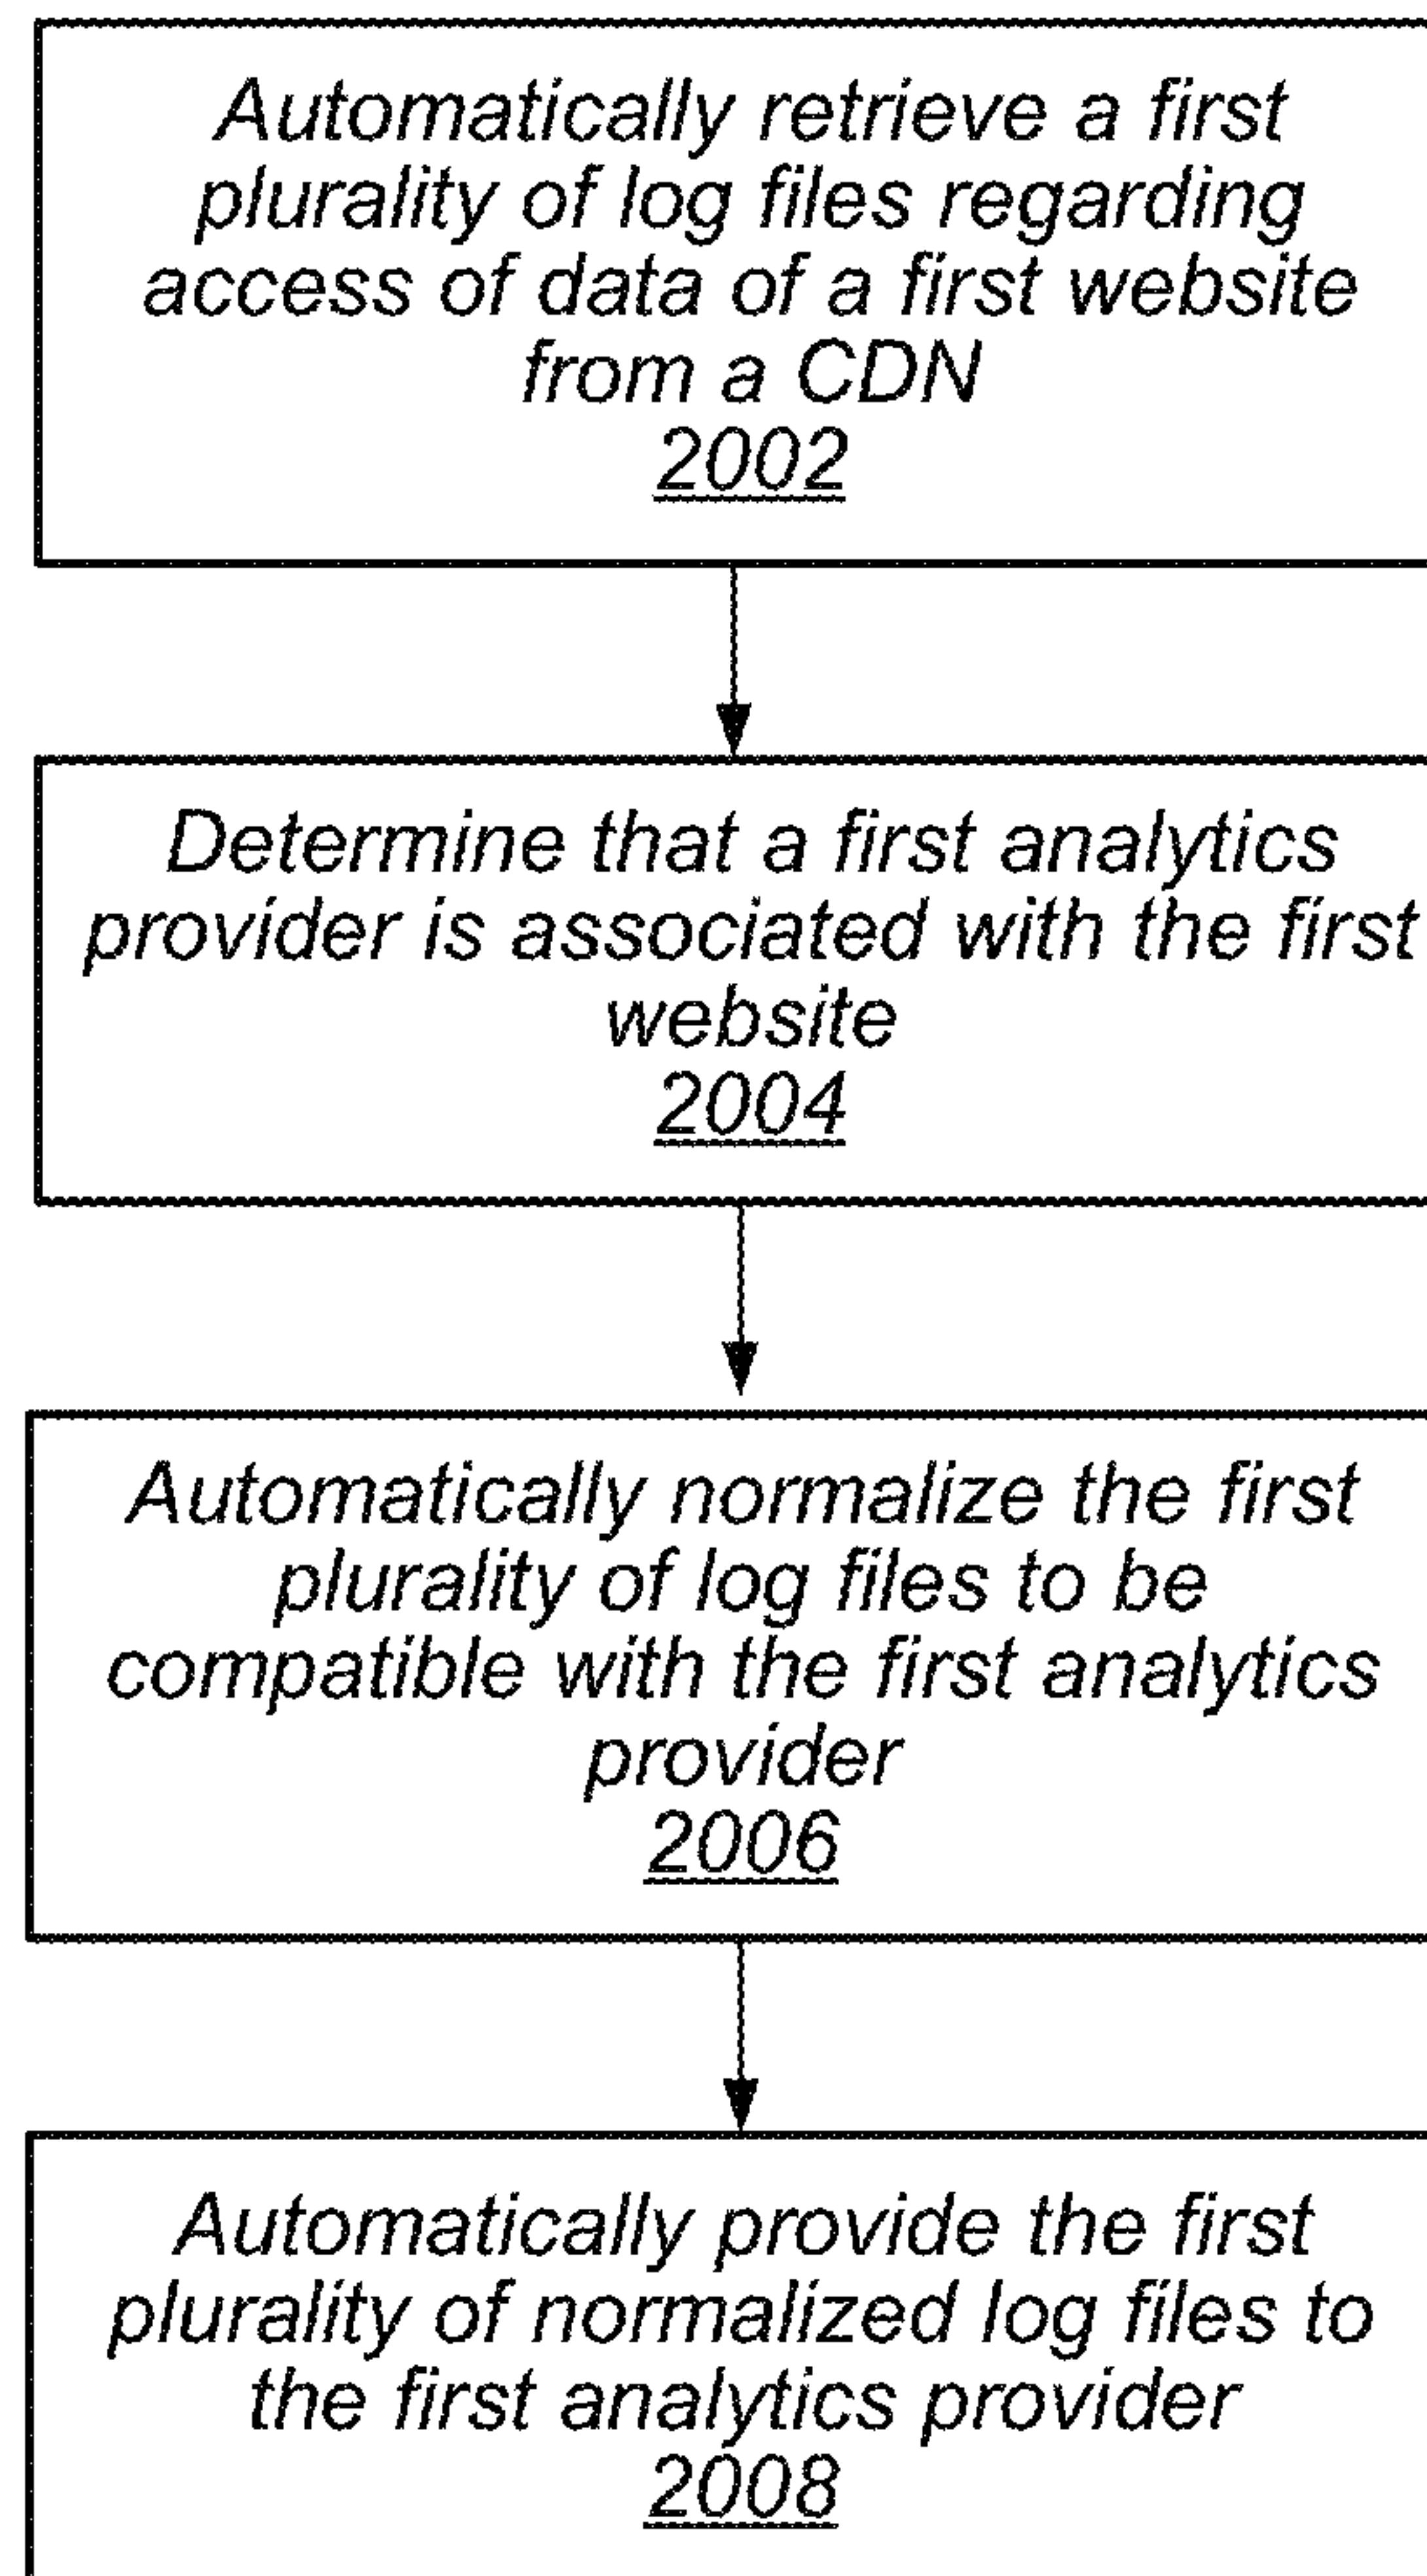 Automatically retrieve a first
plurality of log files regarding
access of data of a first website
from a CDN
2002
Determine that a first analytics
provider is associated with the first
website
2004
Automatically normalize the first
plurality of log files to be
compatible with the first analytics
provider
2006
Automatically provide the first
plurality of normalized log files to
the first analytics provider
2008